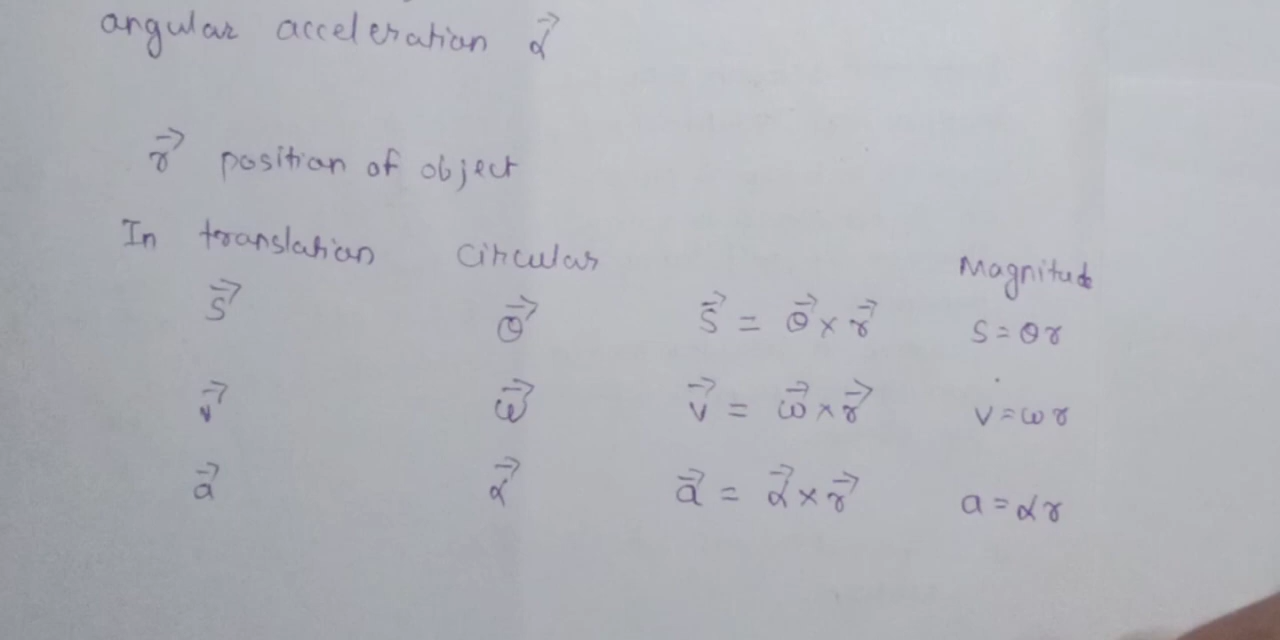 angular acceleration α⃗
r⃗ position of object
In translation circular Magnitude
s⃗ θ⃗ s⃗ = θ⃗ × r⃗ s = θr
v⃗ ω⃗ v⃗ = ω⃗ × r⃗ v = ωr
a⃗ α⃗ a⃗ = α⃗ × r⃗ a = αr